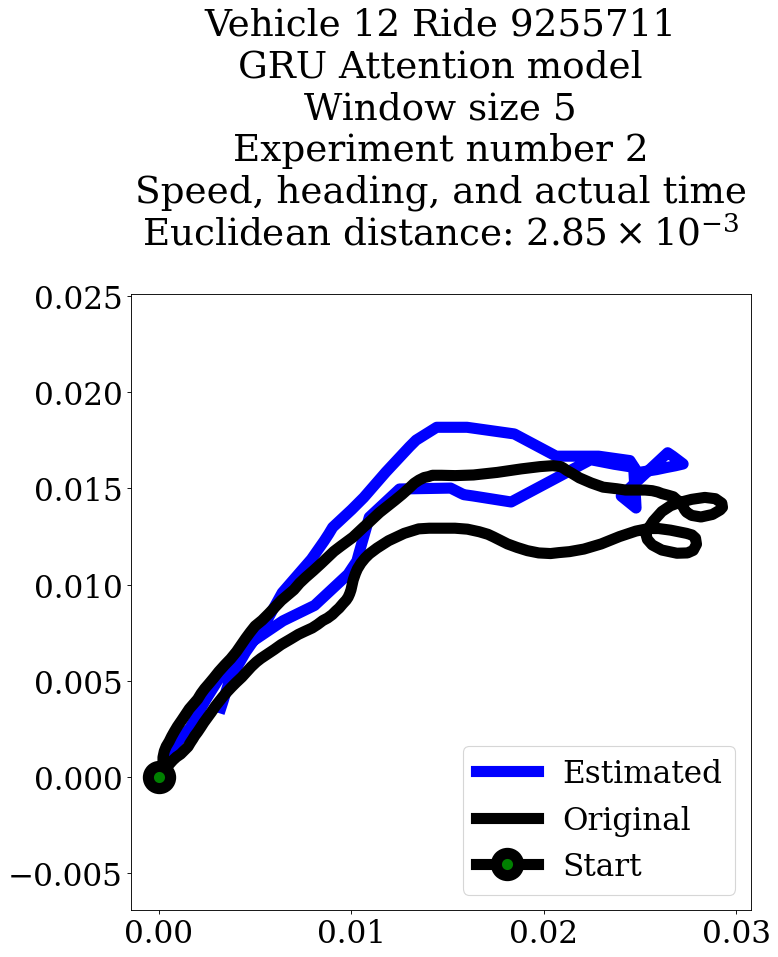 Vehicle 12 Ride 9255711
GRU Attention model
Window size 5
Experiment number 2
Speed, heading, and actual time
Euclidean distance: 2.85 × 10⁻³
0.025
0.020
0.015
0.010
0.005
0.000
−0.005
Estimated
Original
Start
0.00 0.01 0.02 0.03